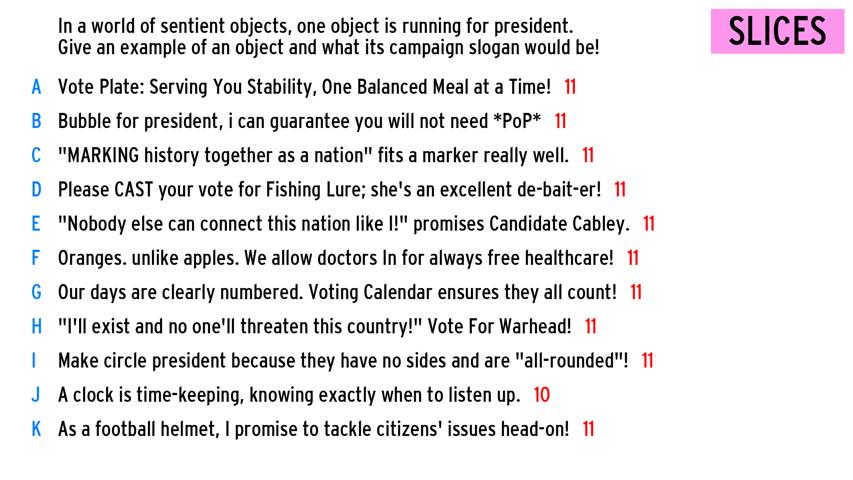 In a world of sentient objects, one object is running for president.
Give an example of an object and what its campaign slogan would be!
SLICES
A Vote Plate: Serving You Stability, One Balanced Meal at a Time! 11
B Bubble for president, i can guarantee you will not need *PoP* 11
C "MARKING history together as a nation" fits a marker really well. 11
D Please CAST your vote for Fishing Lure; she's an excellent de-bait-er! 11
E "Nobody else can connect this nation like I!" promises Candidate Cabley. 11
F Oranges. unlike apples. We allow doctors In for always free healthcare! 11
G Our days are clearly numbered. Voting Calendar ensures they all count! 11
H "I'll exist and no one'll threaten this country!" Vote For Warhead! 11
I Make circle president because they have no sides and are "all-rounded"! 11
J A clock is time-keeping, knowing exactly when to listen up. 10
K As a football helmet, I promise to tackle citizens' issues head-on! 11